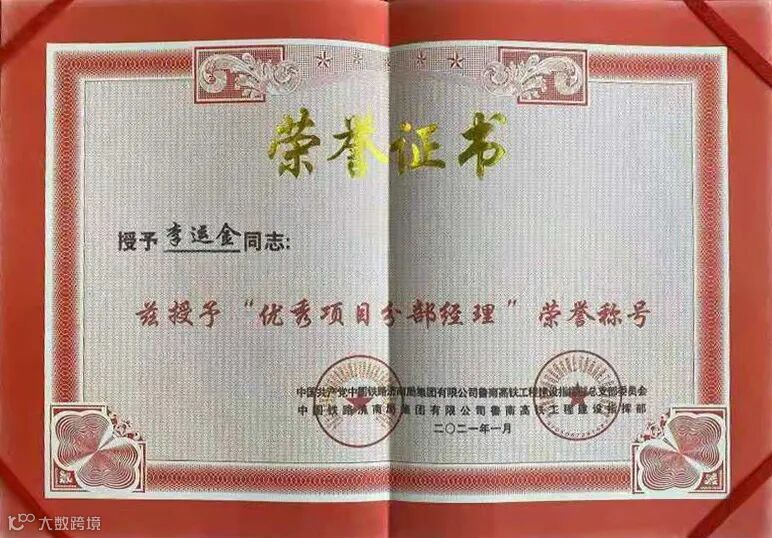 荣誉证书
授予李运金同志:
兹授予“优秀项目分部经理”荣誉称号
中国共产党中国铁路济南局集团有限公司鲁南高铁工程建设指挥部总支部委员会
中国铁路济南局集团有限公司鲁南高铁工程建设指挥部
二〇二一年一月
大数跨境